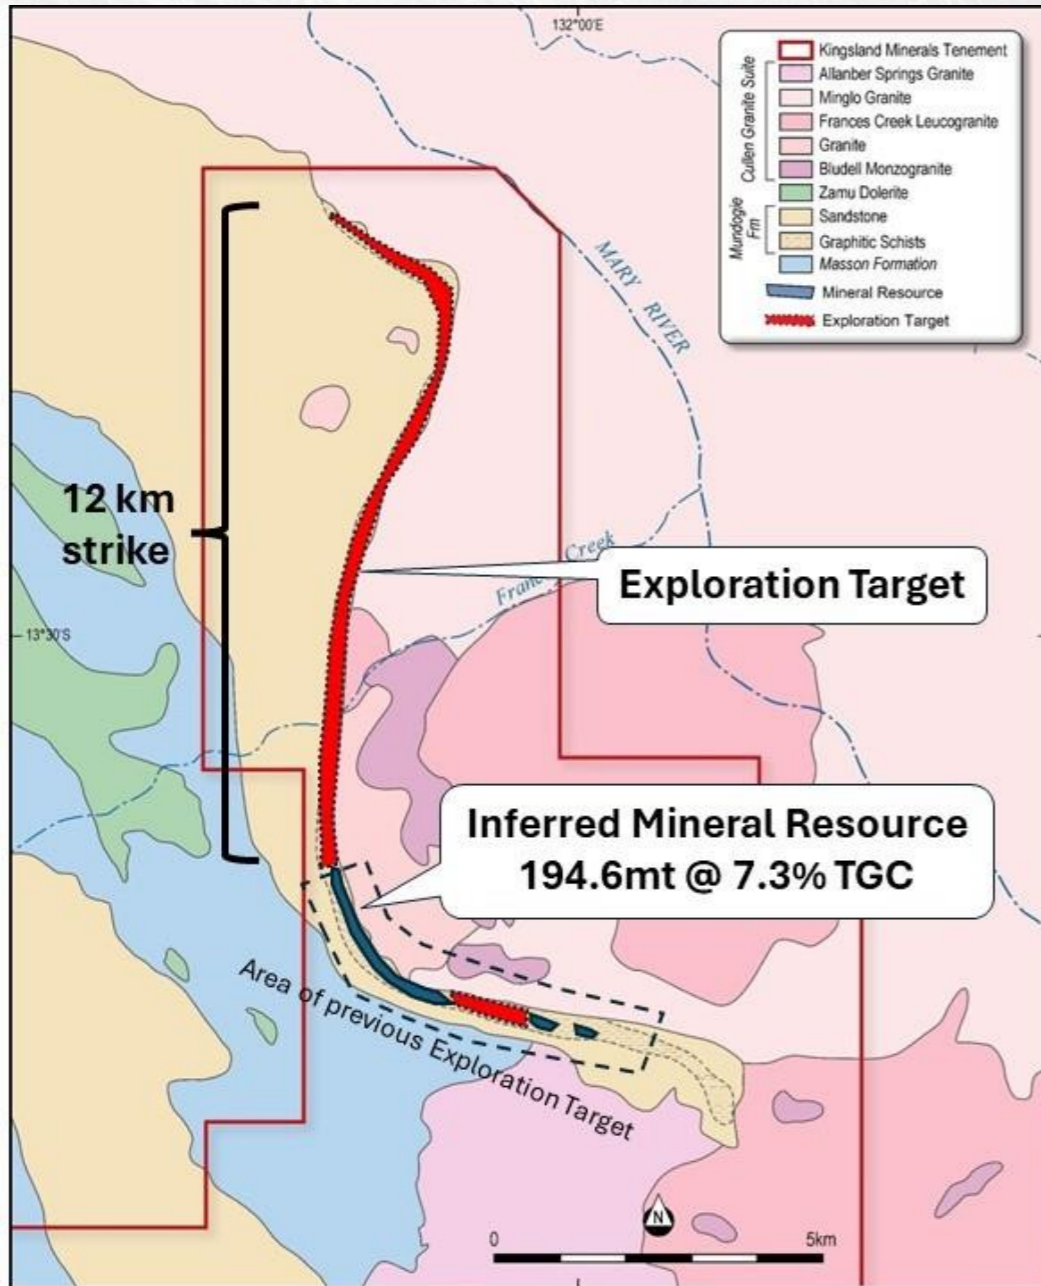 132°00'E
Kingsland Minerals Tenement
Cullen Granite Suite
Allanber Springs Granite
Minglo Granite
Frances Creek Leucogranite
Granite
Bludell Monzogranite
Zamu Dolerite
Mundogie
Frn
Sandstone
Graphitic Schists
Masson Formation
Mineral Resource
Exploration Target
MARY RIVER
12 km
strike
Creek
Exploration Target
13°30'S
Inferred Mineral Resource
194.6mt @ 7.3% TGC
Area of previous Exploration Target
N
0
5km